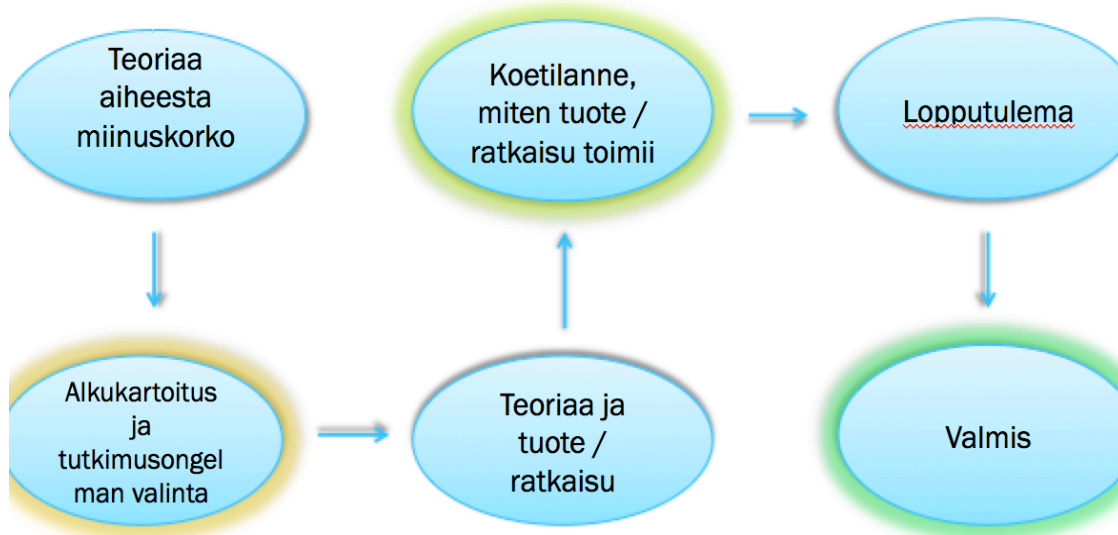 Teoriaa
aiheesta
miinuskorko
Alkukartoitus
ja
tutkimusongel
man valinta
Teoriaa ja
tuote /
ratkaisu
Koetilanne,
miten tuote /
ratkaisu toimii
Lopputulema
Valmis